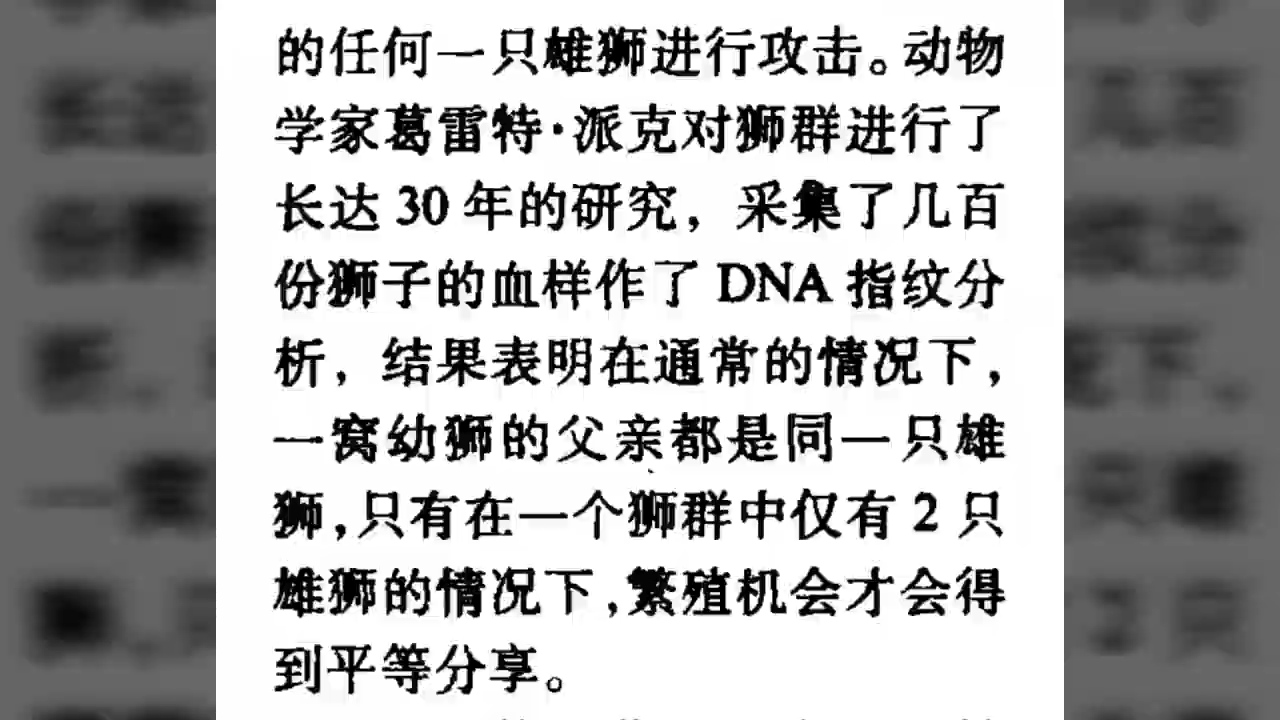 的任何一只雄狮进行攻击。动物
学家葛雷特·派克对狮群进行了
长达 30 年的研究，采集了几百
份狮子的血样作了 DNA 指纹分
析，结果表明在通常的情况下，
一窝幼狮的父亲都是同一只雄
狮，只有在一个狮群中仅有 2 只
雄狮的情况下，繁殖机会才会得
到平等分享。